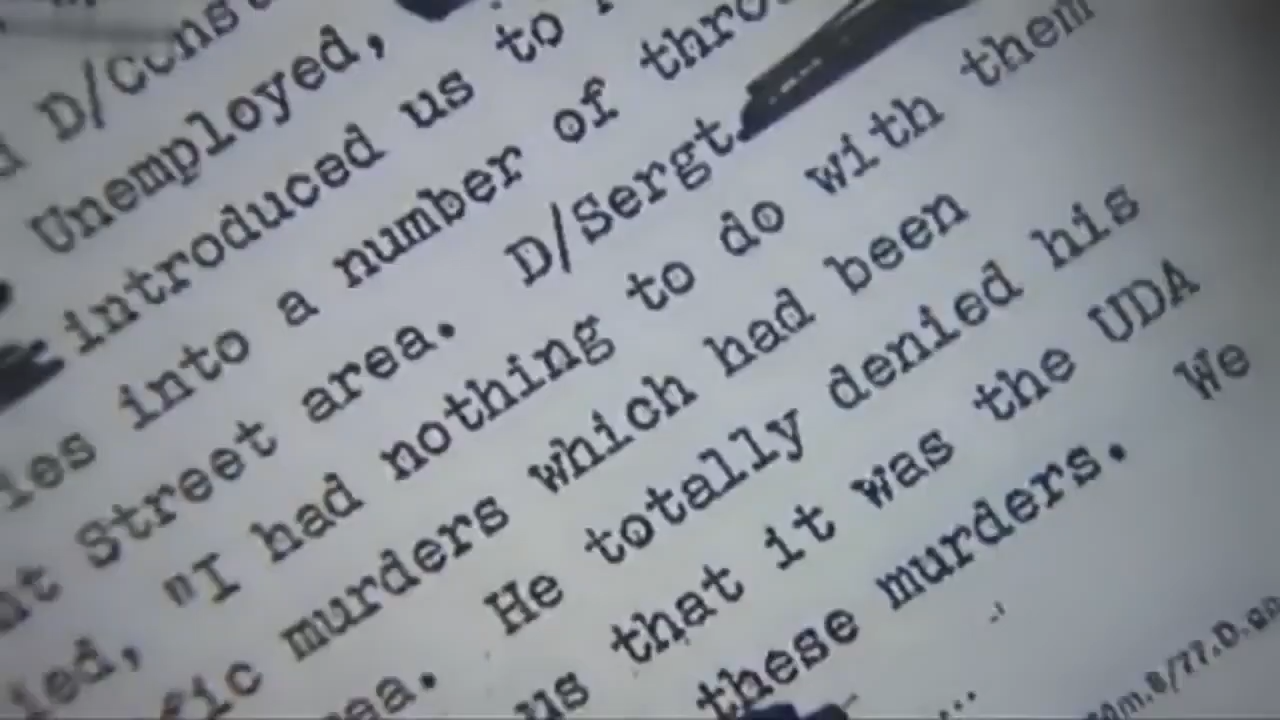 D/Cons
Unemployed,
introduced us to
into a number of thro
Street area. D/Sergt.
"I had nothing to do with them
murders which had been
He totally denied his
us that it was the UDA
these murders. We